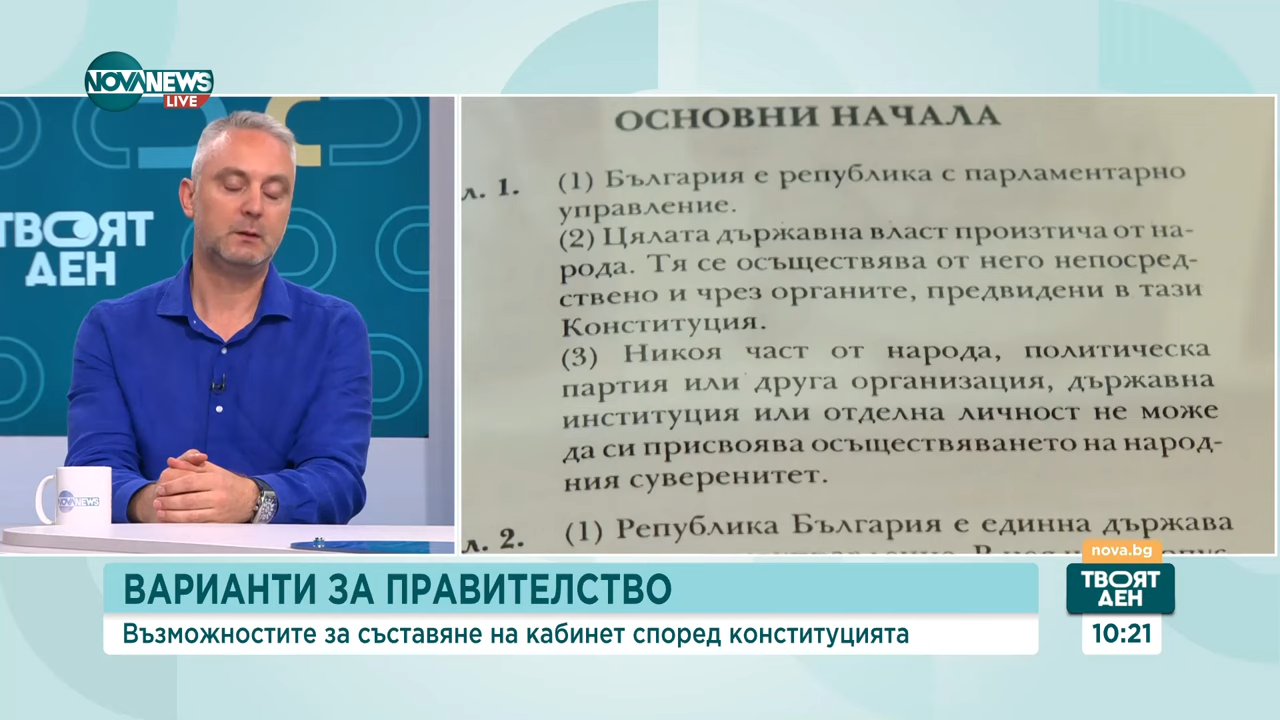 NOVA NEWS
LIVE
ТВОЯТ
ДЕН
NOVA NEWS
ОСНОВНИ НАЧАЛА
л. 1.
(1) България е република с парламентарно
управление.
(2) Цялата държавна власт произтича от на-
рода. Тя се осъществява от него непосред-
ствено и чрез органите, предвидени в тази
Конституция.
(3) Никоя част от народа, политическа
партия или друга организация, държавна
институция или отделна личност не може
да си присвоява осъществяването на народ-
ния суверенитет.
л. 2.
(1) Република България е единна държава
nova.bg
ВАРИАНТИ ЗА ПРАВИТЕЛСТВО
Възможностите за съставяне на кабинет според конституцията
ТВОЯТ
ДЕН
10:21